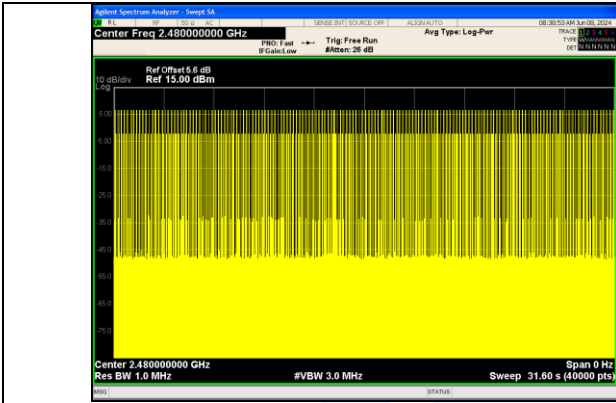 Agilent Spectrum Analyzer - Swept SA
R L RF 50 Ω AC SENSE:INT SOURCE OFF ALIGNAUTO 08:38:53 AM Jun 08, 2024
Center Freq 2.480000000 GHz Avg Type: Log-Pwr TRACE 1 2 3 4 5 6
PNO: Fast Trig: Free Run TYPE
IFGain:Low #Atten: 26 dB DET N N N N N N
Ref Offset 5.6 dB
10 dB/div Ref 15.00 dBm
Log
5.00
-5.00
-15.0
-25.0
-35.0
-45.0
-55.0
-65.0
-75.0
Center 2.480000000 GHz Span 0 Hz
Res BW 1.0 MHz #VBW 3.0 MHz Sweep 31.60 s (40000 pts)
MSG STATUS